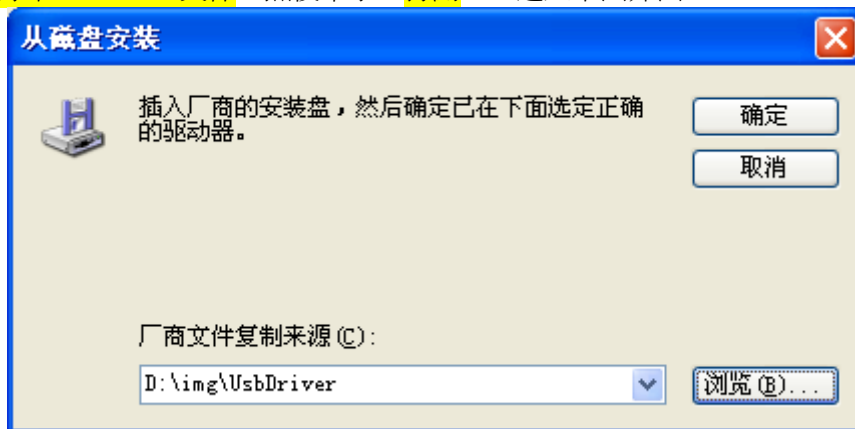 从磁盘安装
插入厂商的安装盘，然后确定已在下面选定正确
的驱动器。
确定
取消
厂商文件复制来源(C):
D:\img\UsbDriver
浏览(B)...